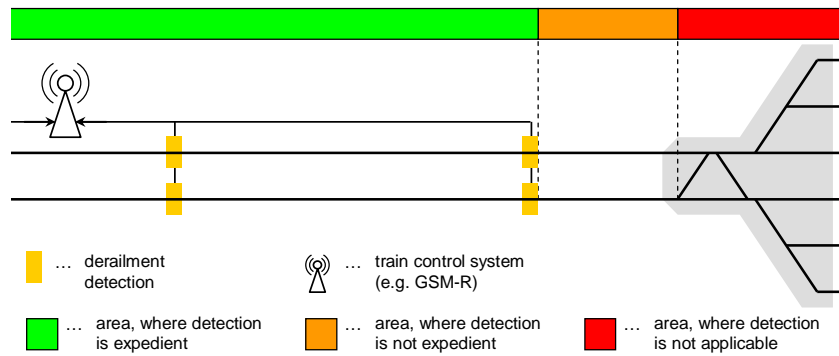 ... derailment
detection
... train control system
(e.g. GSM-R)
... area, where detection
is expedient
... area, where detection
is not expedient
... area, where detection
is not applicable